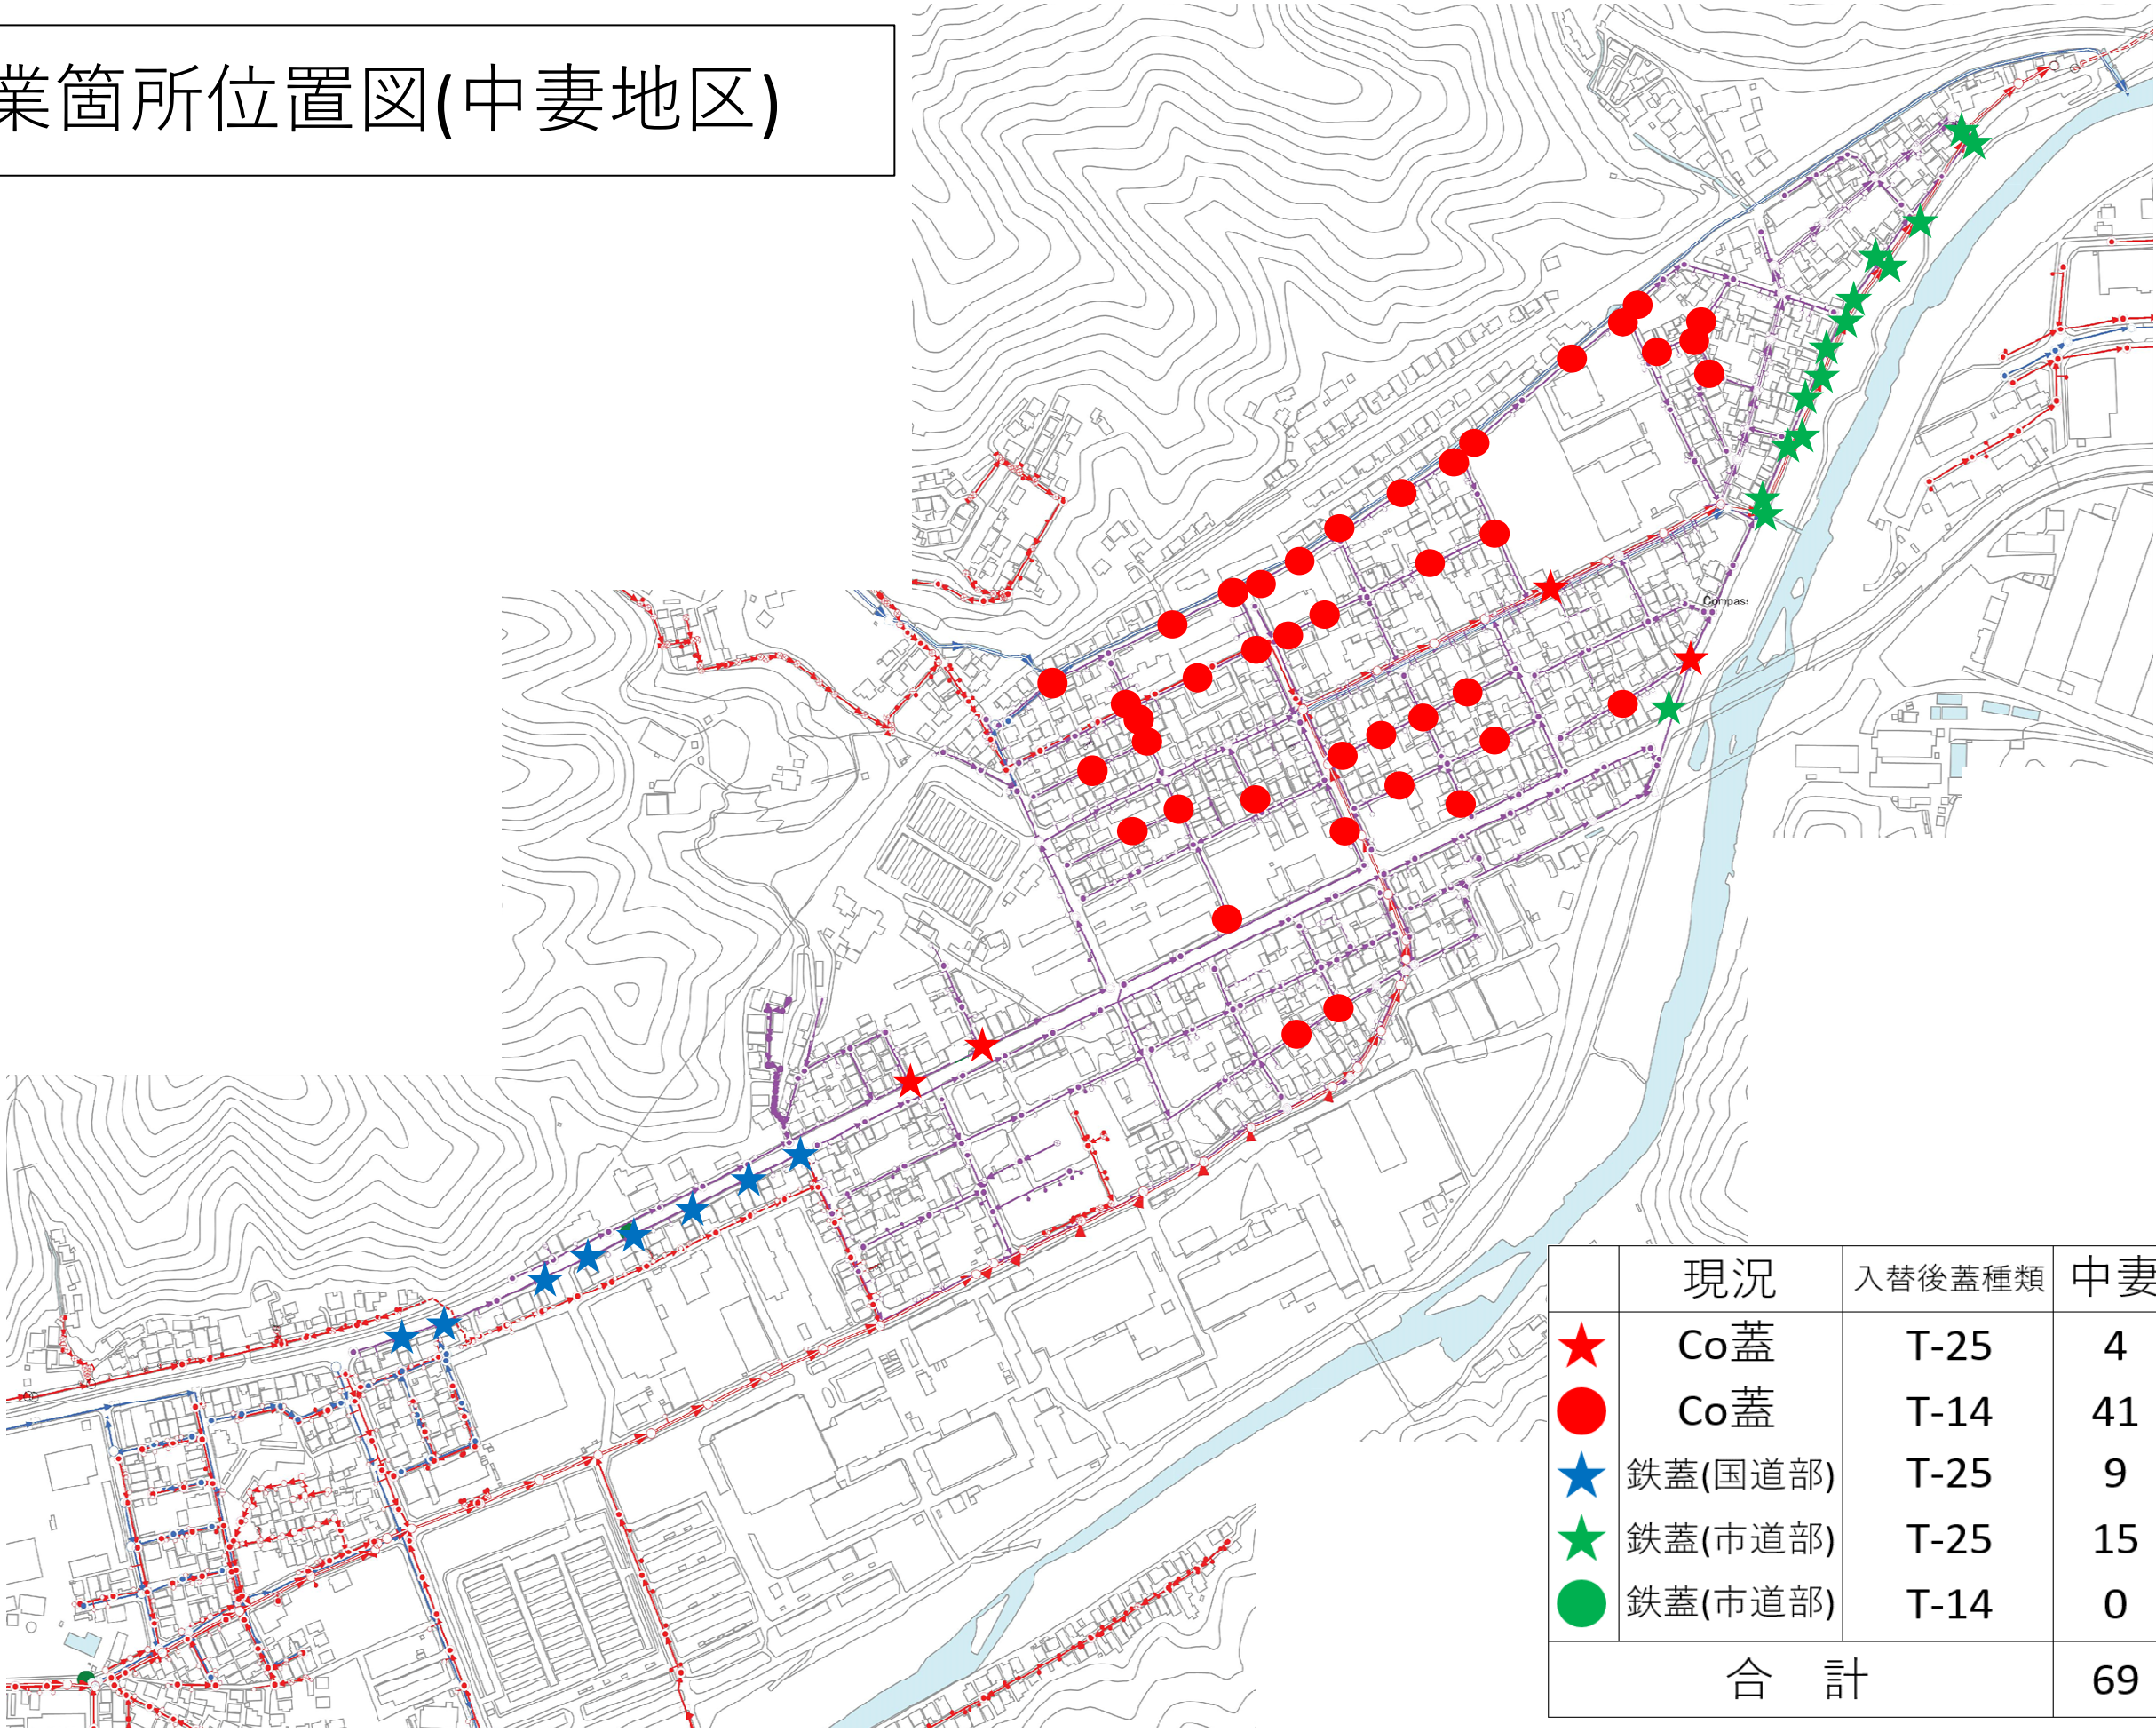 業箇所位置図(中妻地区)
Compass
現況 入替後蓋種類 中妻
Co蓋 T-25 4
Co蓋 T-14 41
鉄蓋(国道部) T-25 9
鉄蓋(市道部) T-25 15
鉄蓋(市道部) T-14 0
合 計 69